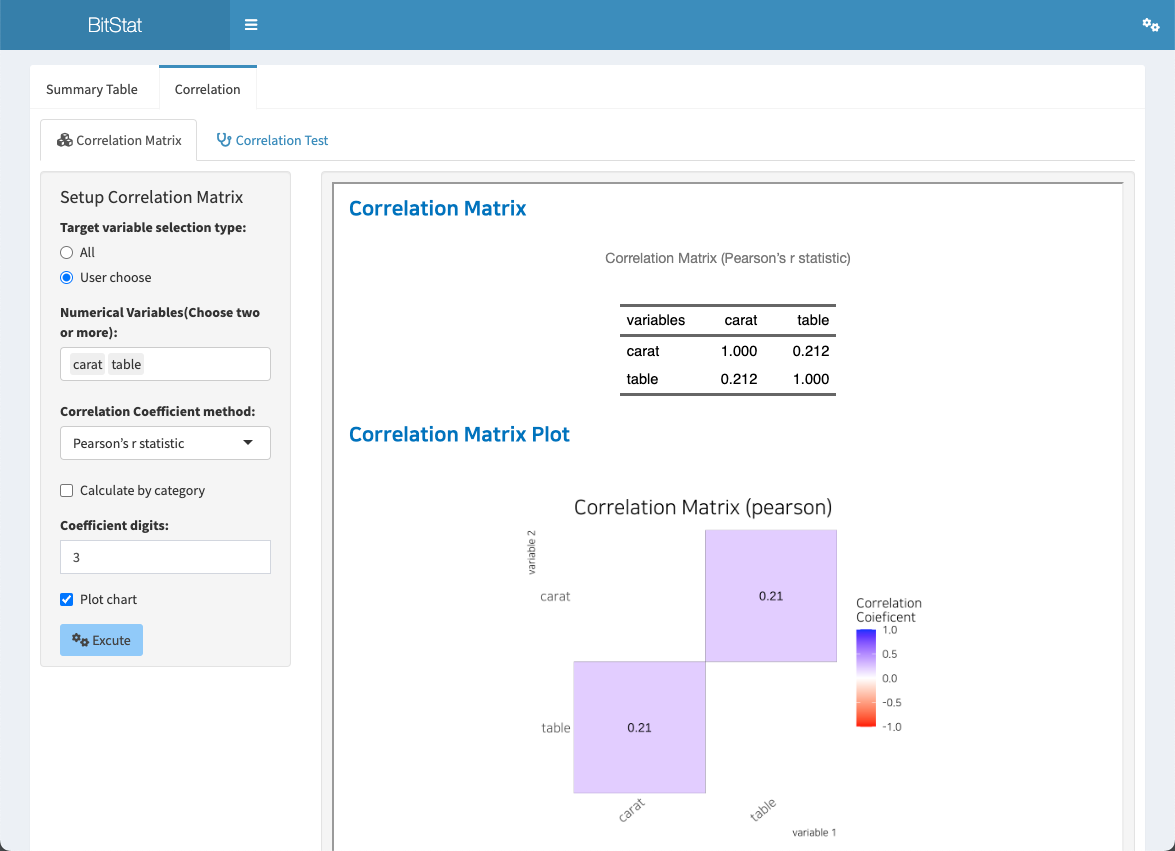 BitStat
Summary Table
Correlation
Correlation Matrix
Correlation Test
Setup Correlation Matrix
Target variable selection type:
All
User choose
Numerical Variables(Choose two
or more):
carat table
Correlation Coefficient method:
Pearson's r statistic
Calculate by category
Coefficient digits:
3
Plot chart
Excute
Correlation Matrix
Correlation Matrix (Pearson's r statistic)
variables carat table
carat 1.000 0.212
table 0.212 1.000
Correlation Matrix Plot
Correlation Matrix (pearson)
variable 2
carat
0.21
table
0.21
carat
table
variable 1
Correlation
Coieficent
1.0
0.5
0.0
-0.5
-1.0